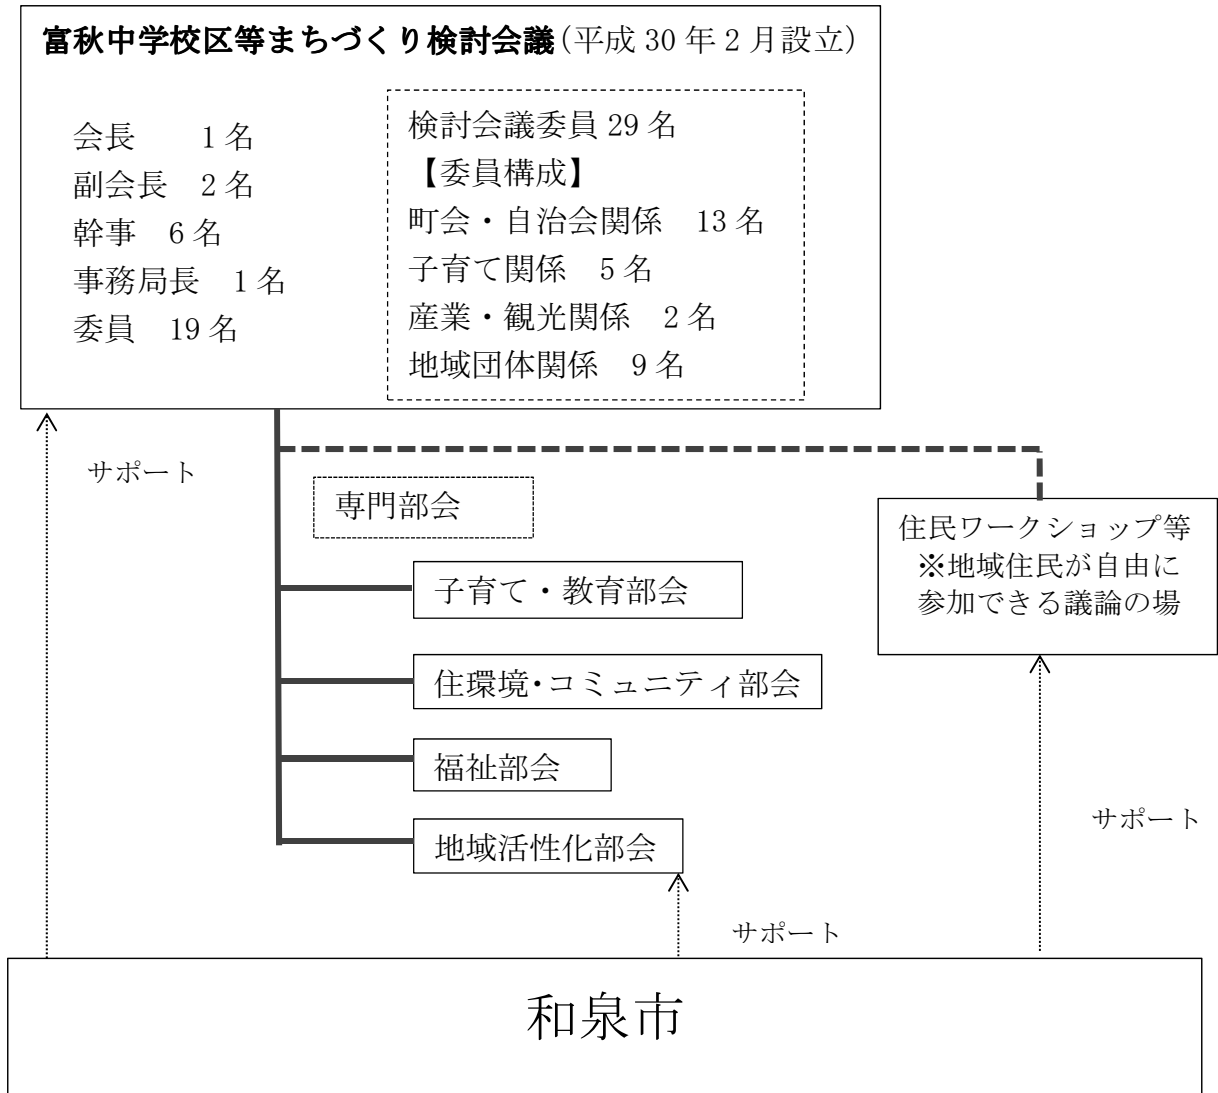 富秋中学校区等まちづくり検討会議(平成 30 年 2 月設立)
会長　　1 名
副会長　2 名
幹事　6 名
事務局長　1 名
委員　19 名
検討会議委員 29 名
【委員構成】
町会・自治会関係　13 名
子育て関係　5 名
産業・観光関係　2 名
地域団体関係　9 名
サポート
専門部会
住民ワークショップ等
※地域住民が自由に
参加できる議論の場
子育て・教育部会
住環境・コミュニティ部会
福祉部会
地域活性化部会
サポート
サポート
和泉市